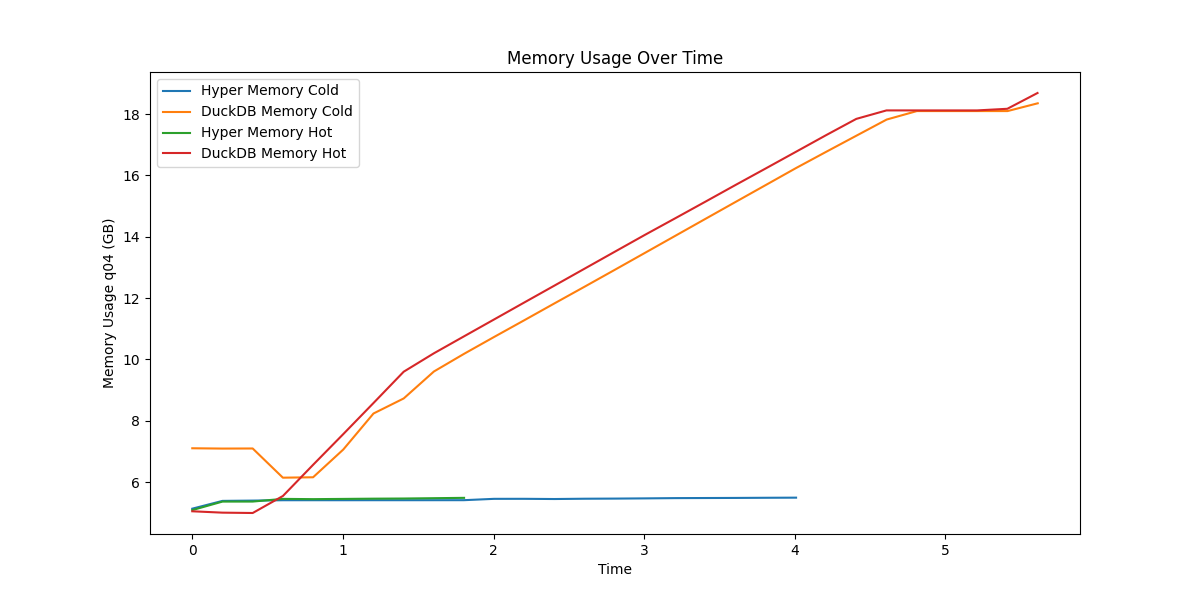 Memory Usage Over Time
Hyper Memory Cold
DuckDB Memory Cold
Hyper Memory Hot
DuckDB Memory Hot
Memory Usage q04 (GB)
18
16
14
12
10
8
6
0 1 2 3 4 5
Time